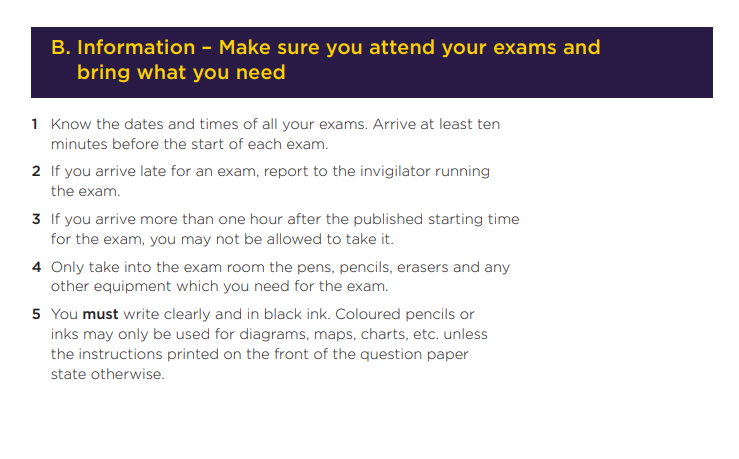 B. Information – Make sure you attend your exams and
bring what you need
1 Know the dates and times of all your exams. Arrive at least ten
minutes before the start of each exam.
2 If you arrive late for an exam, report to the invigilator running
the exam.
3 If you arrive more than one hour after the published starting time
for the exam, you may not be allowed to take it.
4 Only take into the exam room the pens, pencils, erasers and any
other equipment which you need for the exam.
5 You must write clearly and in black ink. Coloured pencils or
inks may only be used for diagrams, maps, charts, etc. unless
the instructions printed on the front of the question paper
state otherwise.